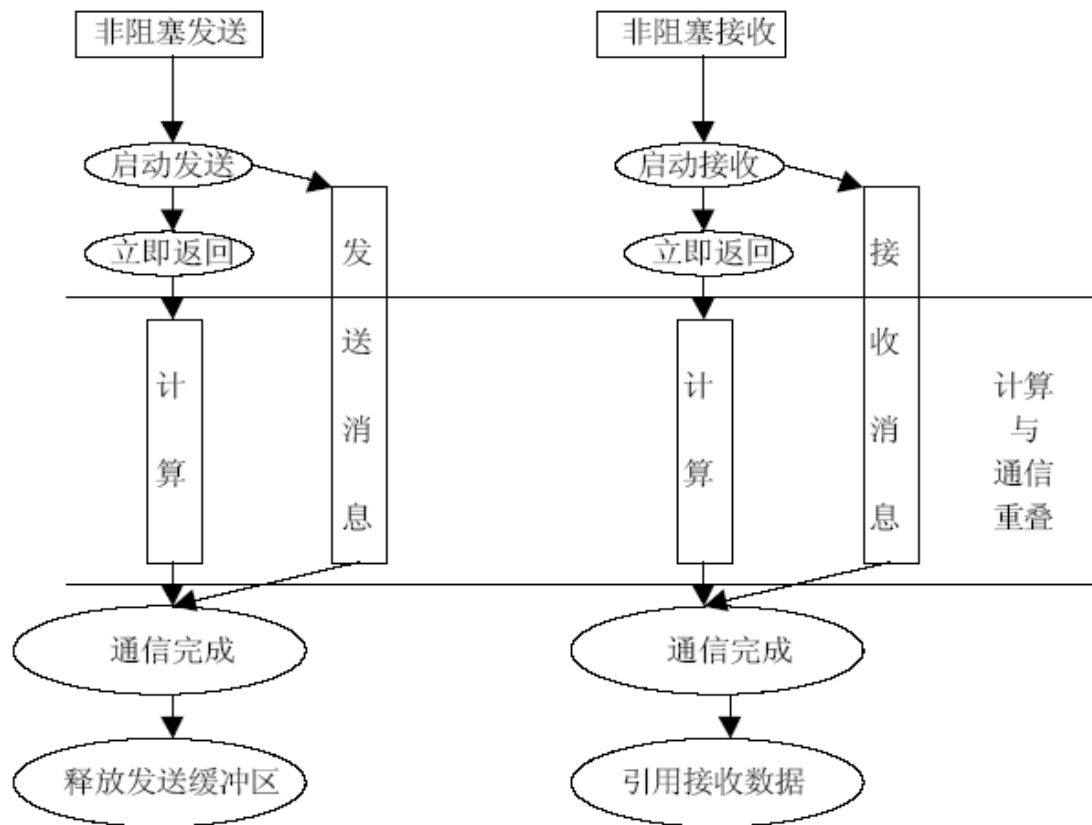 非阻塞发送
非阻塞接收
启动发送
启动接收
立即返回
立即返回
发送消息
接收消息
计算
计算
计算
与
通信
重叠
通信完成
通信完成
释放发送缓冲区
引用接收数据